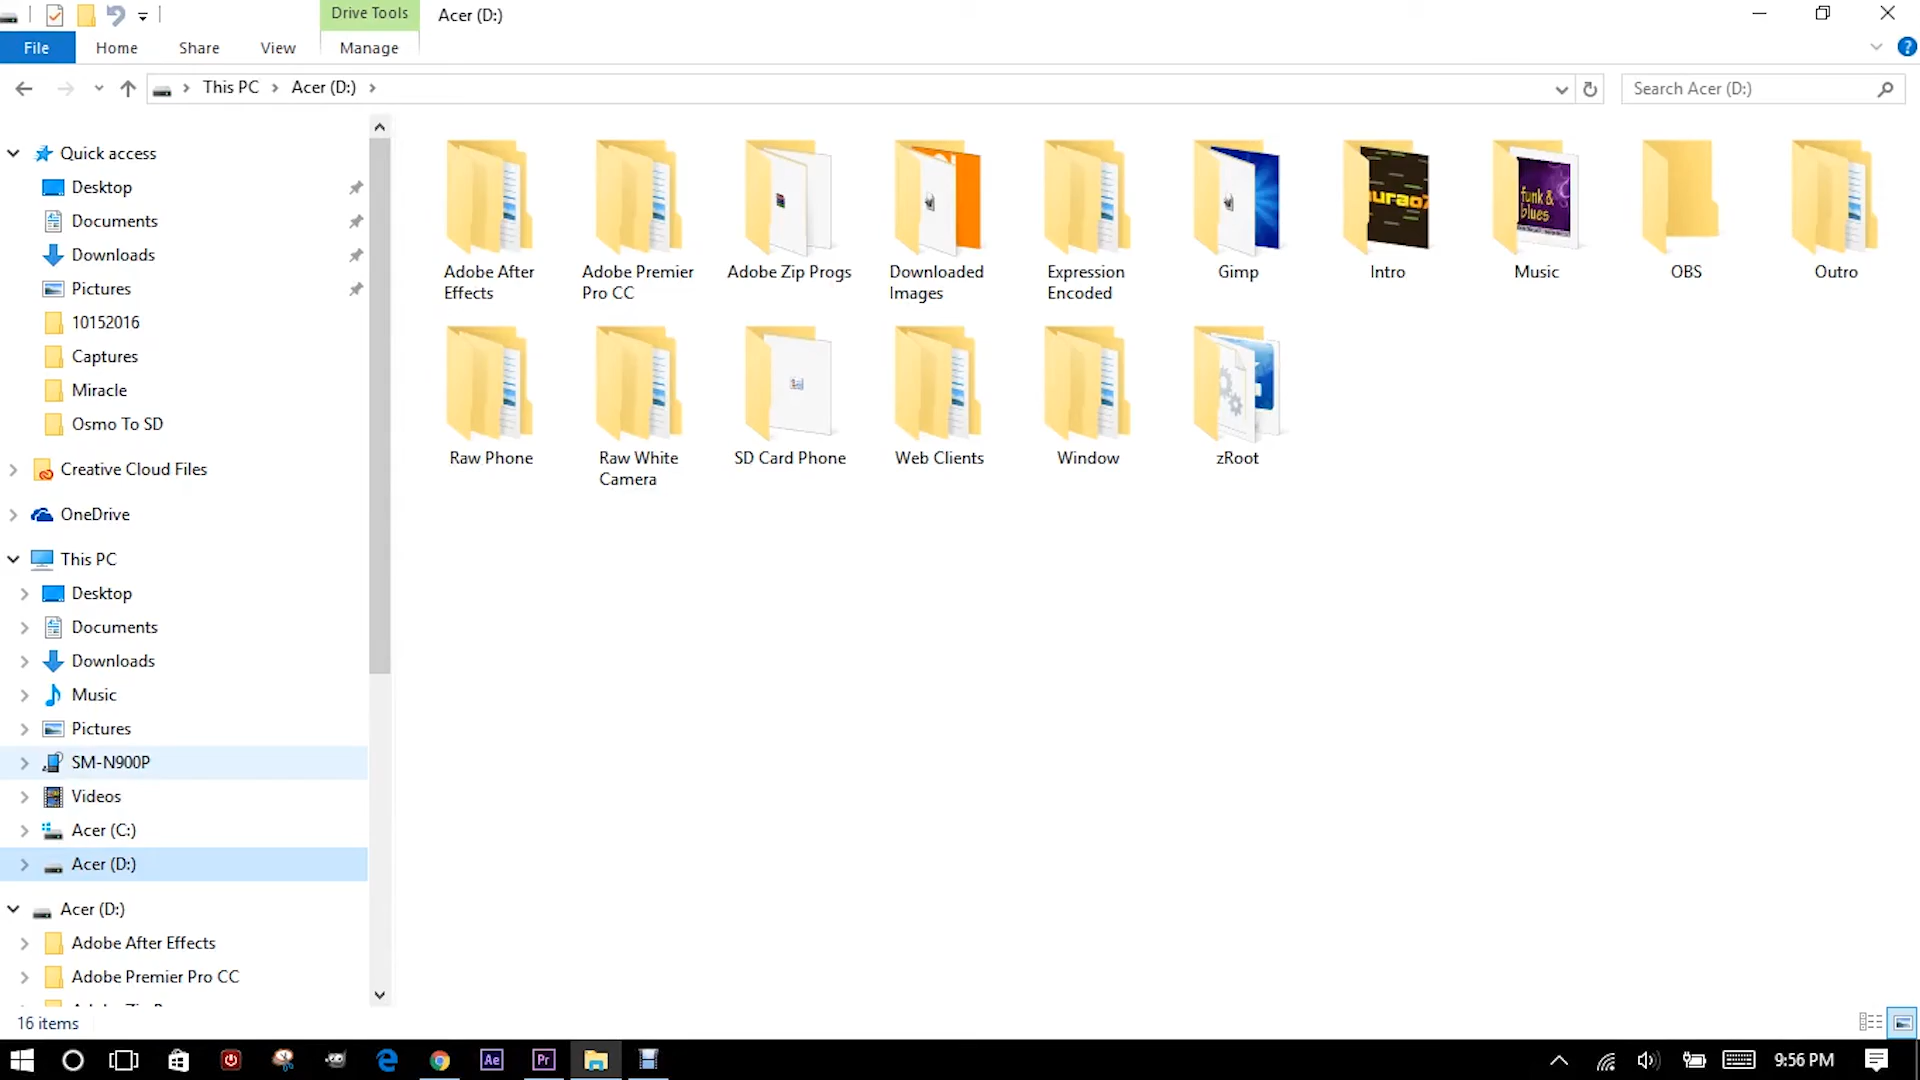 Drive Tools
Acer (D:)
File
Home
Share
View
Manage
This PC
Acer (D:)
Search Acer (D:)
Quick access
Desktop
Documents
Downloads
Pictures
10152016
Captures
Miracle
Osmo To SD
Creative Cloud Files
OneDrive
This PC
Desktop
Documents
Downloads
Music
Pictures
SM-N900P
Videos
Acer (C:)
Acer (D:)
Acer (D:)
Adobe After Effects
Adobe Premier Pro CC
funk &
blues
Adobe After
Effects
Adobe Premier
Pro CC
Adobe Zip Progs
Downloaded
Images
Expression
Encoded
Gimp
Intro
Music
OBS
Outro
Raw Phone
Raw White
Camera
SD Card Phone
Web Clients
Window
zRoot
16 items
Ae
Pr
9:56 PM